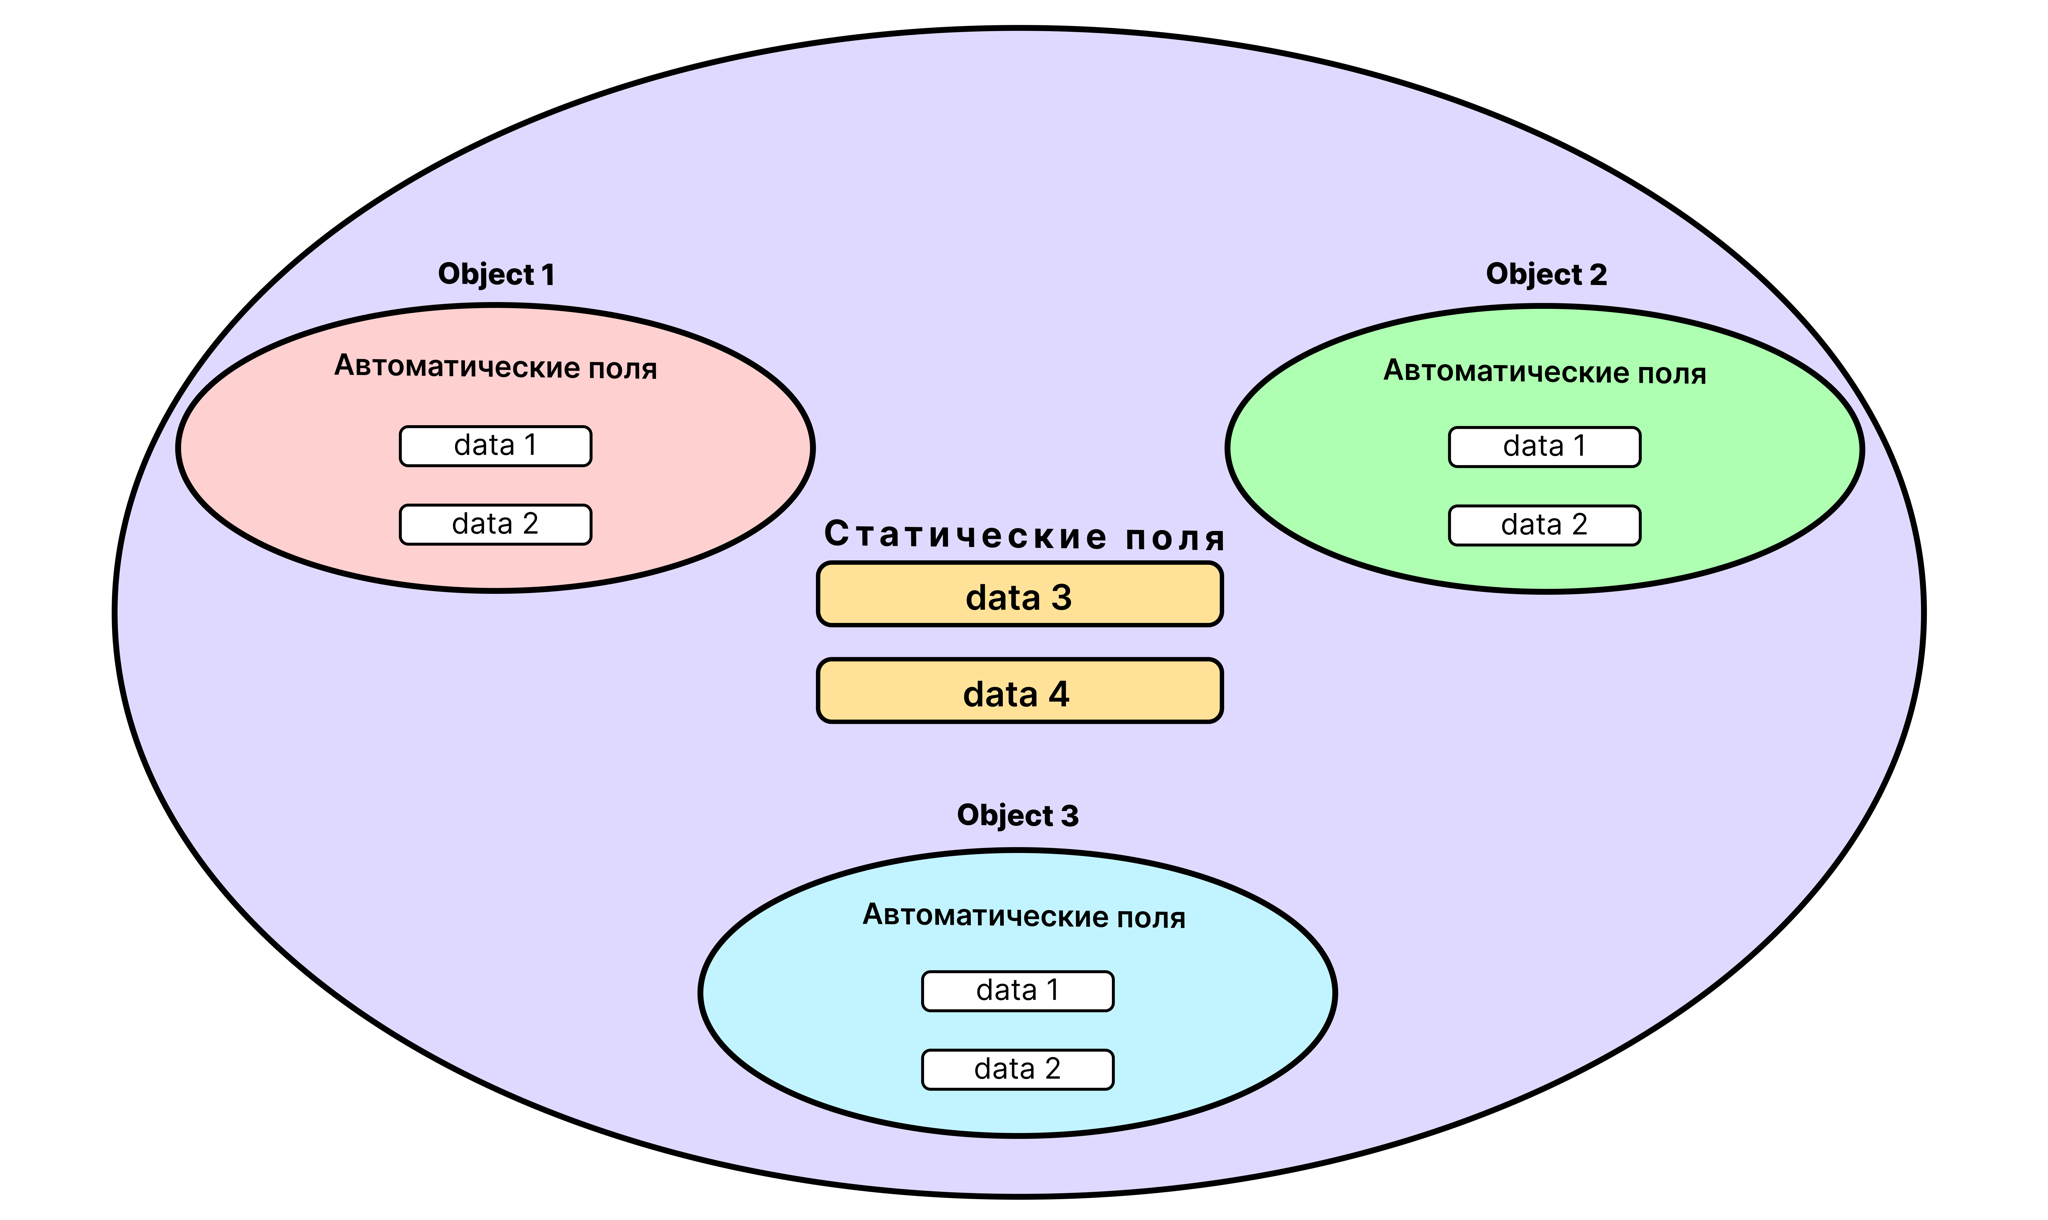 Object 1
Автоматические поля
data 1
data 2
Object 2
Автоматические поля
data 1
data 2
Статические поля
data 3
data 4
Object 3
Автоматические поля
data 1
data 2